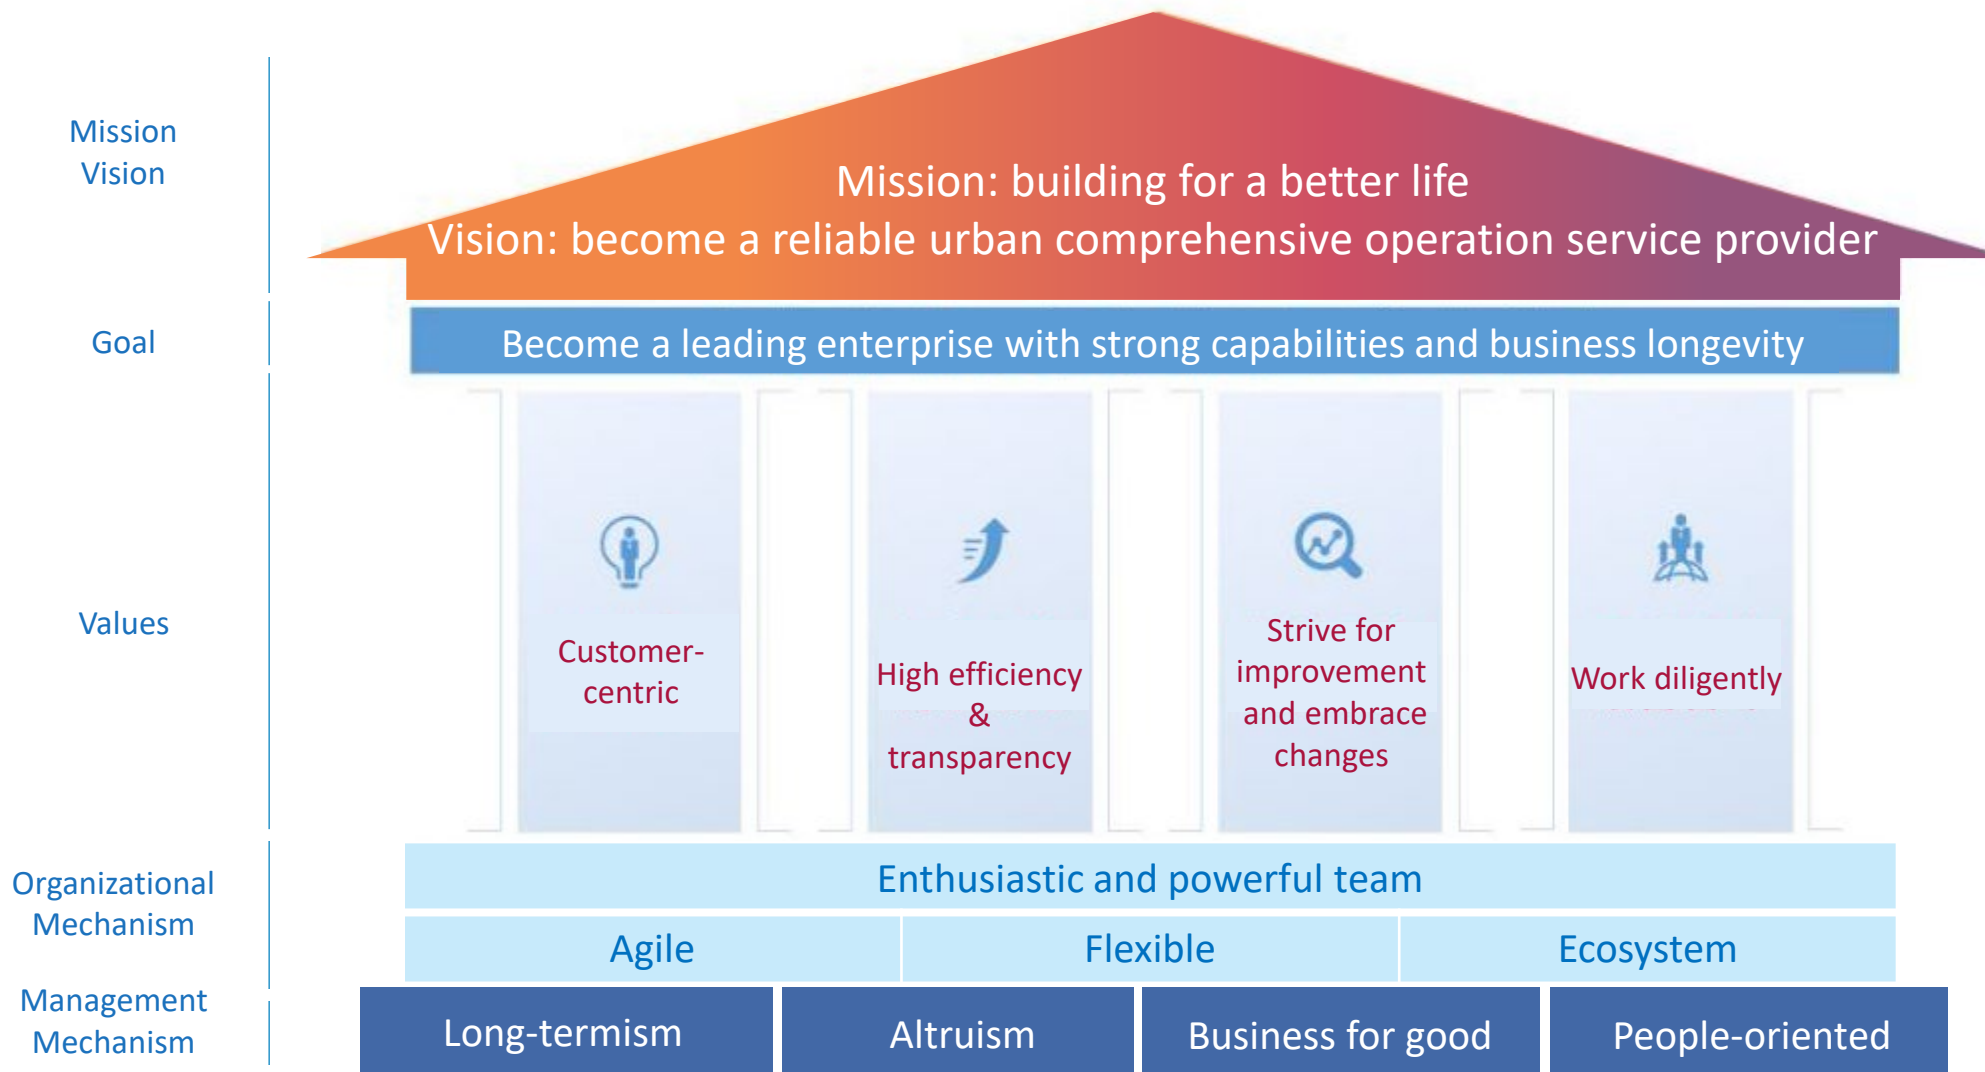 Mission
Vision
Mission: building for a better life
Vision: become a reliable urban comprehensive operation service provider
Goal
Become a leading enterprise with strong capabilities and business longevity
Values
Customer-
centric
High efficiency
&
transparency
Strive for
improvement
and embrace
changes
Work diligently
Organizational
Mechanism
Enthusiastic and powerful team
Agile
Flexible
Ecosystem
Management
Mechanism
Long-termism
Altruism
Business for good
People-oriented